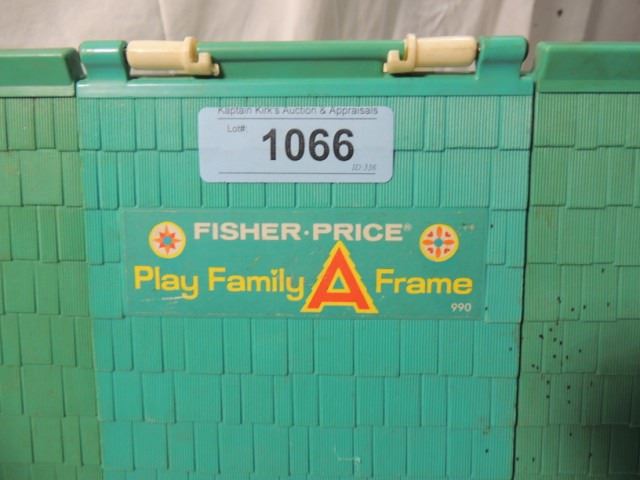 Kaptain Kirk's Auction & Appraisals
Lot#:
1066
ID 336
FISHER·PRICE®
Play Family A Frame
990